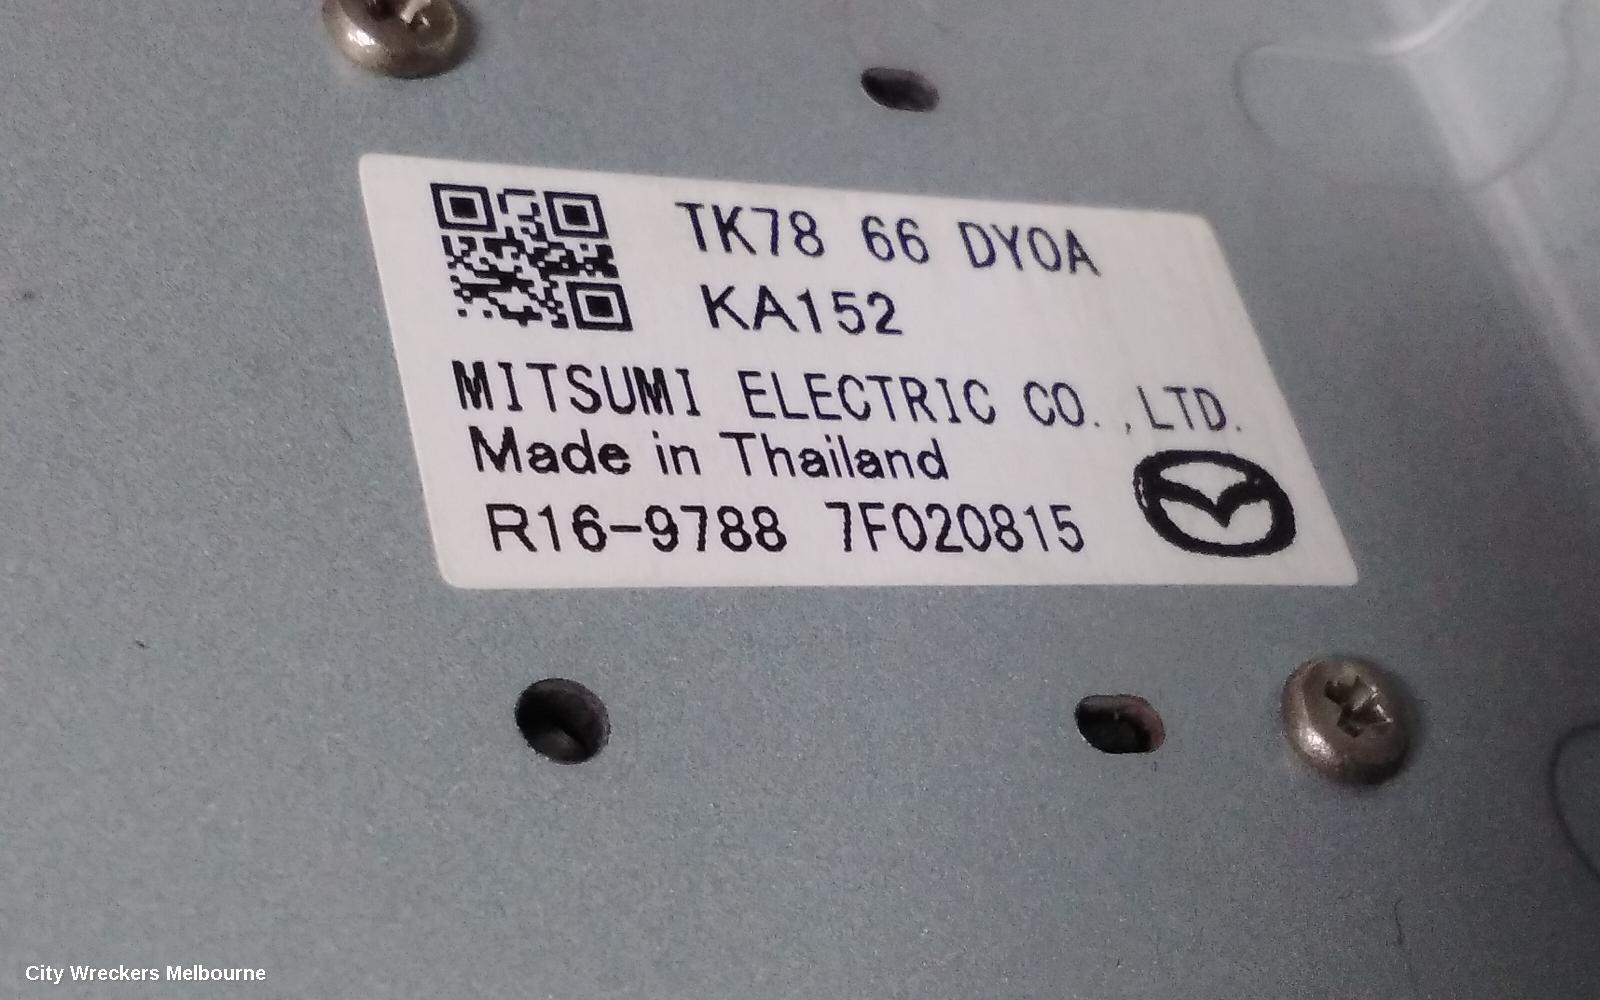 TK78 66 DY0A
KA152
MITSUMI ELECTRIC CO.,LTD.
Made in Thailand
R16-9788 7F020815
City Wreckers Melbourne